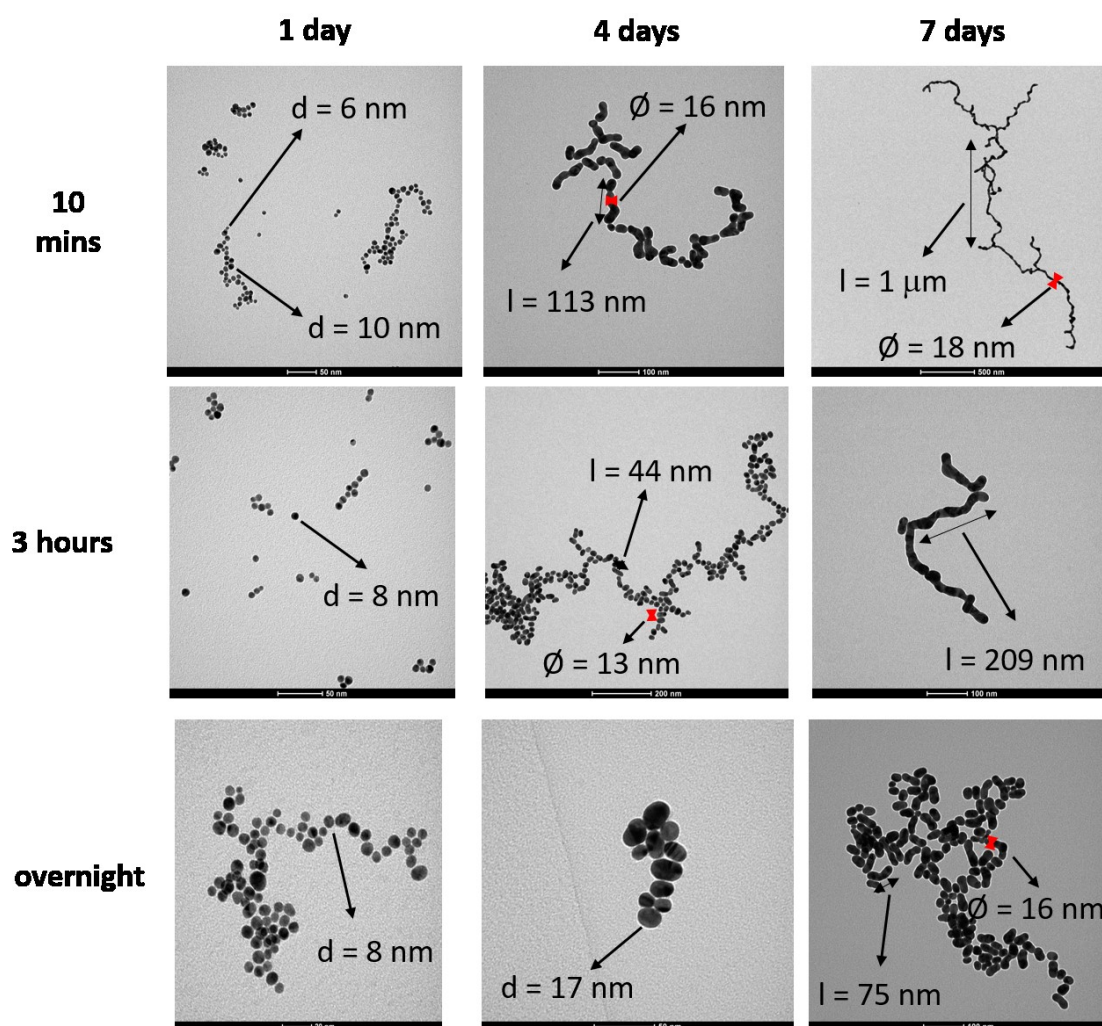 1 day
4 days
7 days
10
mins
d = 6 nm
d = 10 nm
50 nm
Ø = 16 nm
l = 113 nm
100 nm
l = 1 μm
Ø = 18 nm
500 nm
3 hours
d = 8 nm
50 nm
l = 44 nm
Ø = 13 nm
200 nm
l = 209 nm
100 nm
overnight
d = 8 nm
d = 17 nm
Ø = 16 nm
l = 75 nm